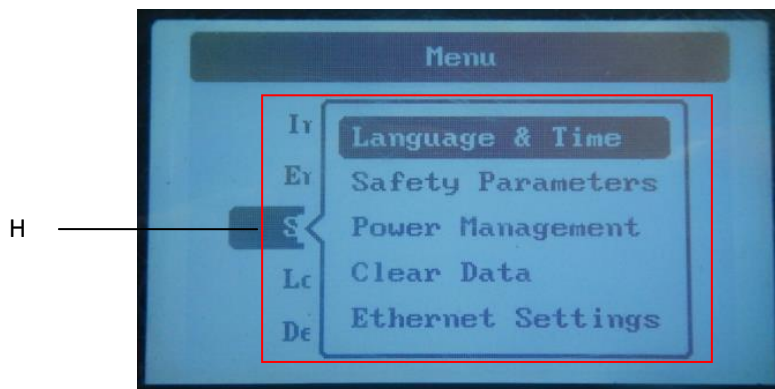 Menu
Language & Time
Safety Parameters
H
Power Management
Clear Data
Ethernet Settings